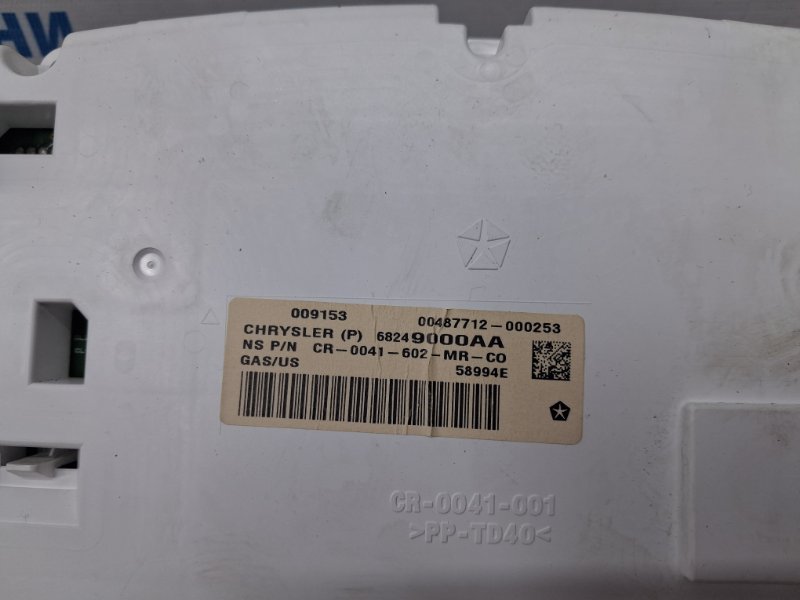 HN
009153 00487712-000253
CHRYSLER (P) 68249000AA
NS P/N CR-0041-602-MR-CO
GAS/US 58994E
CR-0041-001
>PP-TD40<